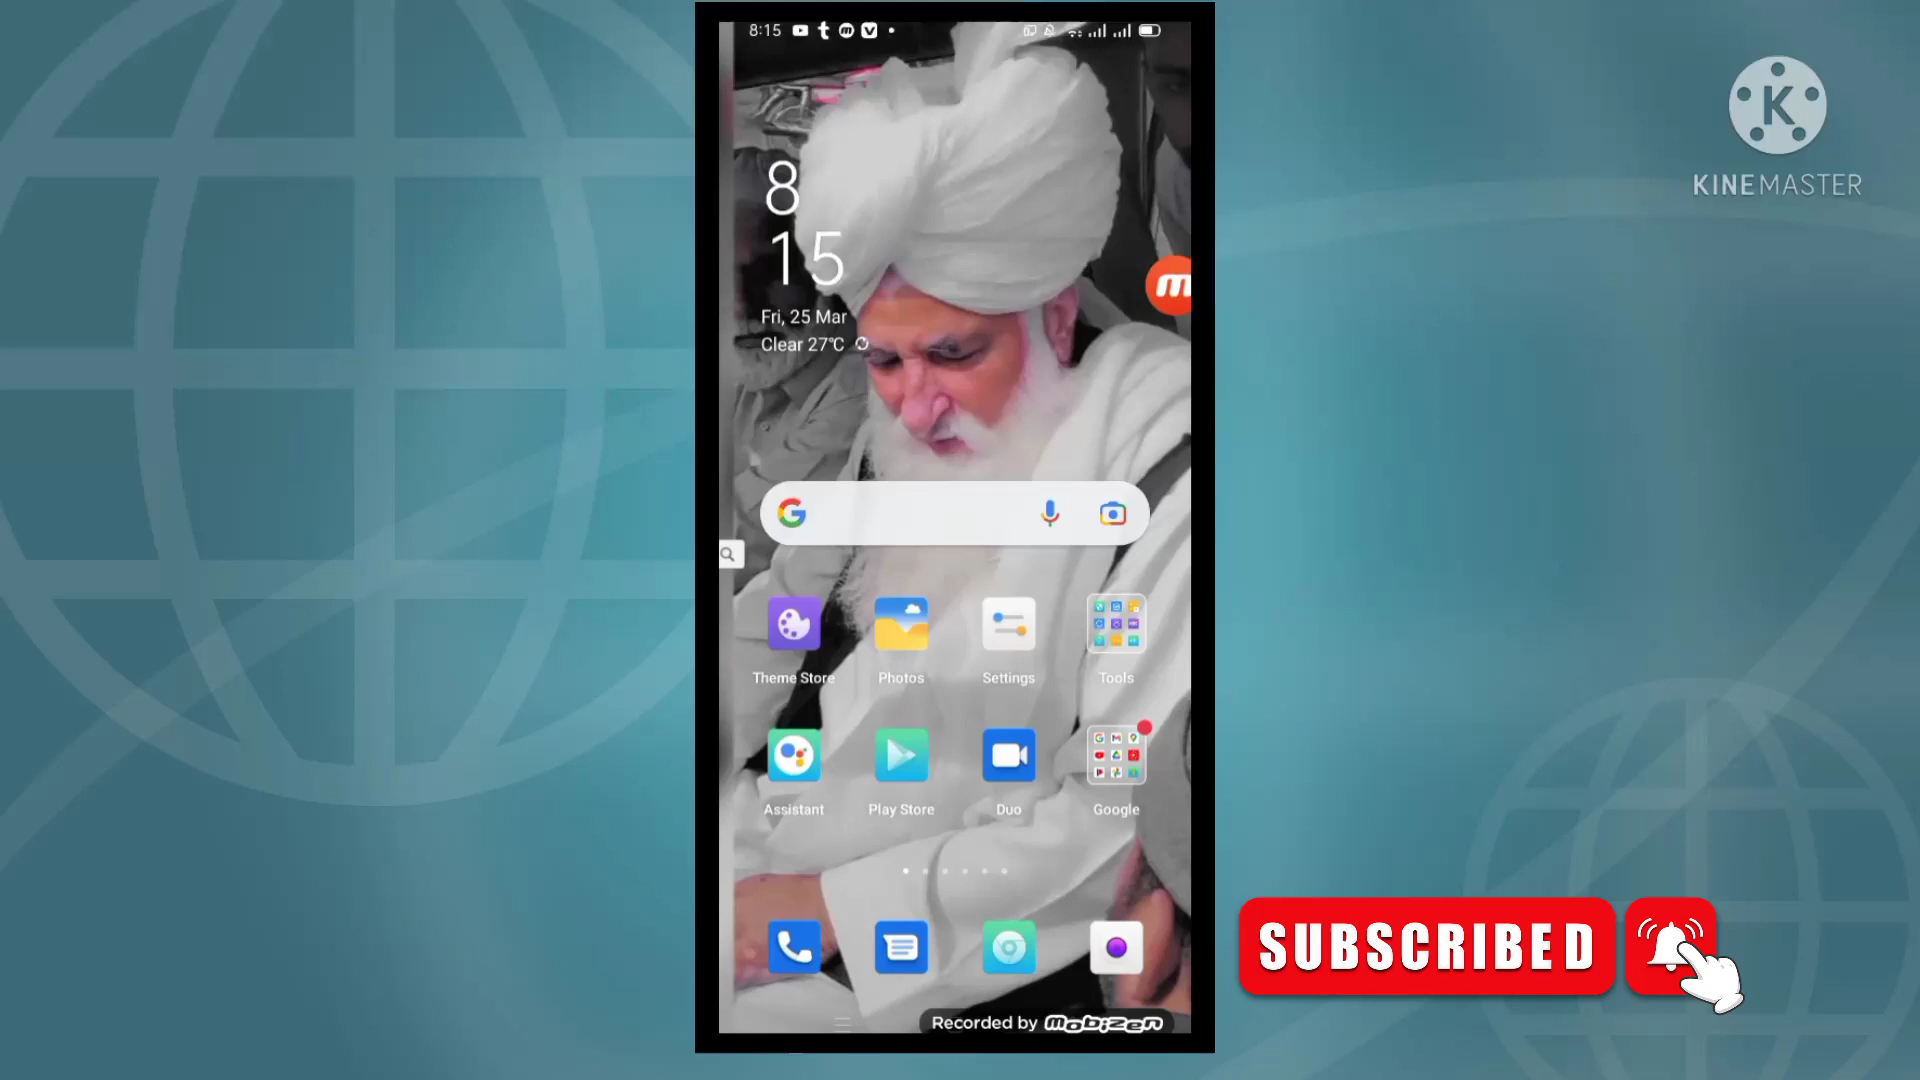 8:15
KINEMASTER
8
15
Fri, 25 Mar
Clear 27°C
Theme Store
Photos
Settings
Tools
Assistant
Play Store
Duo
Google
SUBSCRIBED
Recorded by mobizen